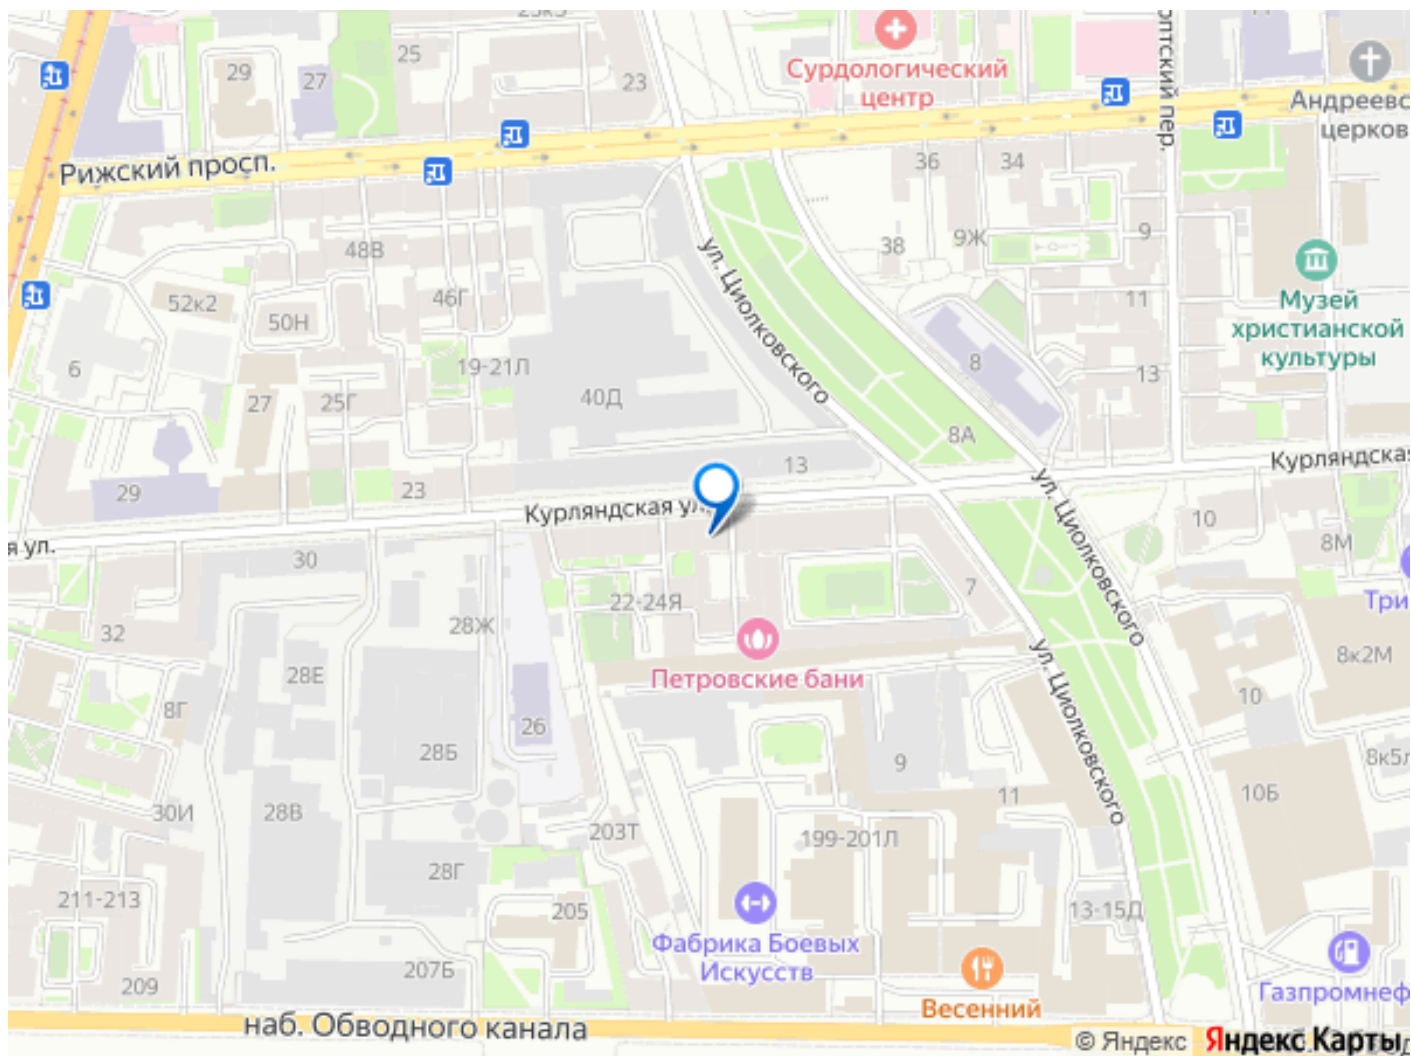 25к3
25
29
27
23
Сурдологический
центр
ортский пер.
Андреевс
церков
Рижский просп.
36
34
48В
38
9Ж
9
52к2
46Г
50Н
ул. Циолковского
11
Музей
христианской
культуры
6
19-21Л
8
13
27
25Г
40Д
8А
29
23
13
Курляндская
Курляндская ул.
ул. Циолковского
10
я ул.
30
8М
7
22-24Я
Три
28Ж
32
ул. Циолковского
8к2М
28Е
Петровские бани
10
8Г
26
28Б
9
8к5л
10Б
11
30И
28В
203Т
199-201Л
28Г
211-213
205
13-15Д
Фабрика Боевых
Искусств
207Б
209
Весенний
Газпромнеф
наб. Обводного канала
© Яндекс
Яндекс Карты